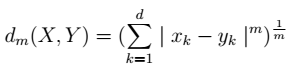 d_m(X, Y) = (\sum_{k=1}^{d} | x_k − y_k |^m)^{\frac{1}{m}}